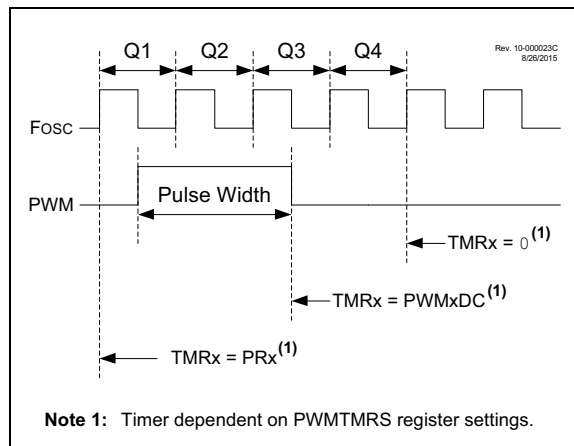 Rev. 10-000023C
8/26/2015
Q1 Q2 Q3 Q4
FOSC
PWM
Pulse Width
TMRx = 0(1)
TMRx = PWMxDC(1)
TMRx = PRx(1)
Note 1: Timer dependent on PWMTMRS register settings.